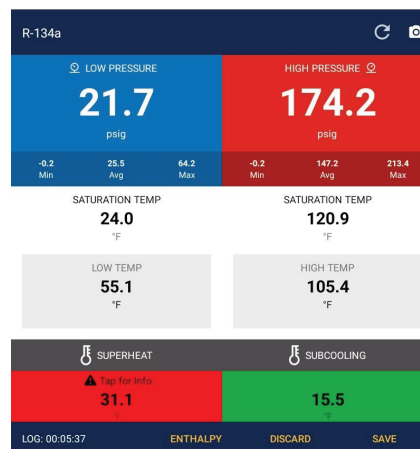 R-134a
LOW PRESSURE
21.7
psig
-0.2 25.5 64.2
Min Avg Max
HIGH PRESSURE
174.2
psig
-0.2 147.2 213.4
Min Avg Max
SATURATION TEMP
24.0
°F
SATURATION TEMP
120.9
°F
LOW TEMP
55.1
°F
HIGH TEMP
105.4
°F
SUPERHEAT
Tap for Info
31.1
°F
SUBCOOLING
15.5
°F
LOG: 00:05:37 ENTHALPY DISCARD SAVE